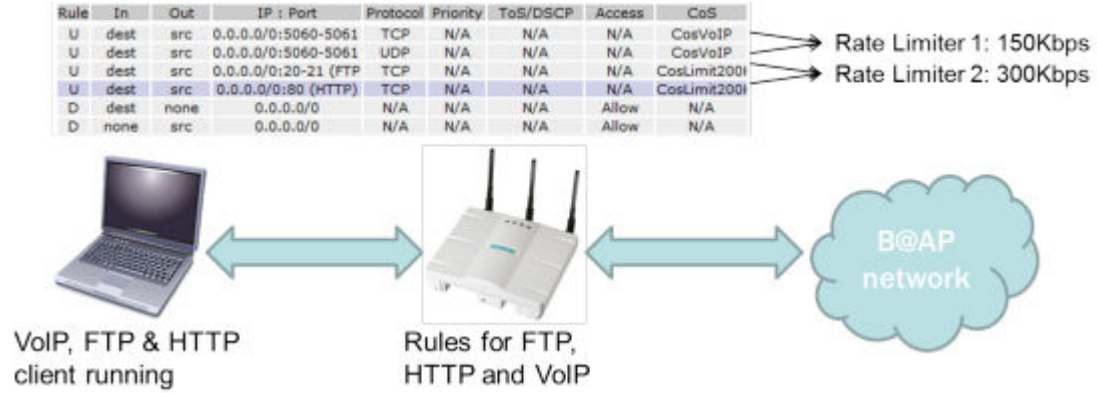 Rule In Out IP : Port Protocol Priority ToS/DSCP Access CoS
U dest src 0.0.0.0/0:5060-5061 TCP N/A N/A N/A CosVoIP
U dest src 0.0.0.0/0:5060-5061 UDP N/A N/A N/A CosVoIP
U dest src 0.0.0.0/0:20-21 (FTP TCP N/A N/A N/A CosLimit200
U dest src 0.0.0.0/0:80 (HTTP) TCP N/A N/A N/A CosLimit200
D dest none 0.0.0.0/0 N/A N/A N/A Allow N/A
D none src 0.0.0.0/0 N/A N/A N/A Allow N/A
Rate Limiter 1: 150Kbps
Rate Limiter 2: 300Kbps
B@AP
network
VoIP, FTP & HTTP
client running
Rules for FTP,
HTTP and VoIP